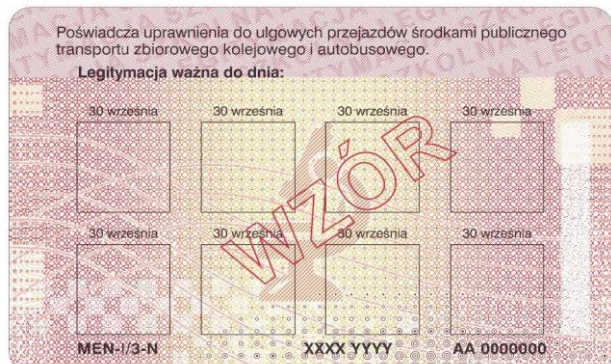 Poświadcza uprawnienia do ulgowych przejazdów środkami publicznego
transportu zbiorowego kolejowego i autobusowego.
Legitymacja ważna do dnia:
30 września 30 września 30 września 30 września
WZÓR
30 września 30 września 30 września 30 września
MEN-I/3-N XXXX YYYY AA 0000000